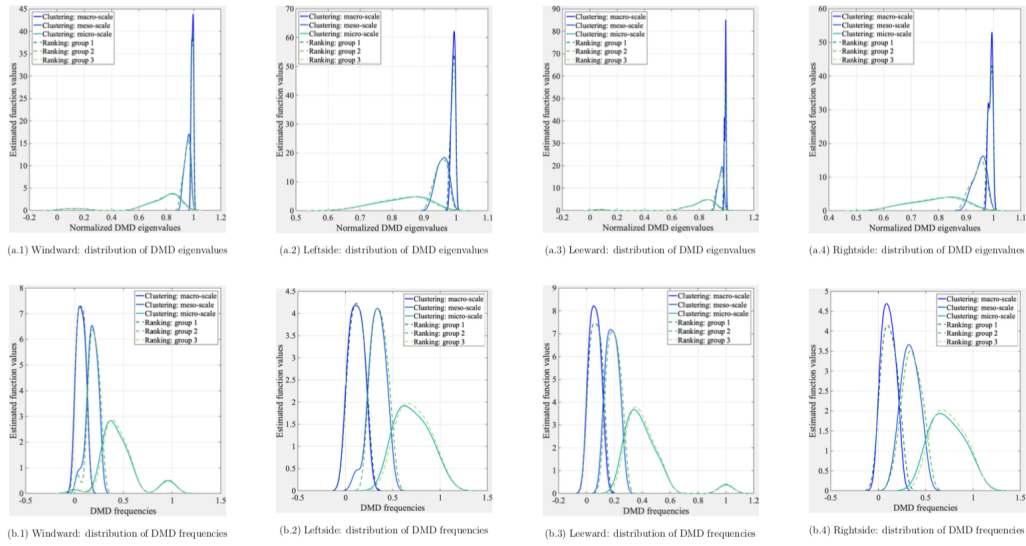 45
40
35
30
25
20
15
10
5
0
Estimated function values
Clustering: macro-scale
Clustering: meso-scale
Clustering: micro-scale
Ranking: group 1
Ranking: group 2
Ranking: group 3
-0.2 0 0.2 0.4 0.6 0.8 1 1.2
Normalized DMD eigenvalues
(a.1) Windward: distribution of DMD eigenvalues
70
60
50
40
30
20
10
0
Estimated function values
Clustering: macro-scale
Clustering: meso-scale
Clustering: micro-scale
Ranking: group 1
Ranking: group 2
Ranking: group 3
0.5 0.6 0.7 0.8 0.9 1 1.1
Normalized DMD eigenvalues
(a.2) Leftside: distribution of DMD eigenvalues
90
80
70
60
50
40
30
20
10
0
Estimated function values
Clustering: macro-scale
Clustering: meso-scale
Clustering: micro-scale
Ranking: group 1
Ranking: group 2
Ranking: group 3
-0.2 0 0.2 0.4 0.6 0.8 1 1.2
Normalized DMD eigenvalues
(a.3) Leeward: distribution of DMD eigenvalues
60
50
40
30
20
10
0
Estimated function values
Clustering: macro-scale
Clustering: meso-scale
Clustering: micro-scale
Ranking: group 1
Ranking: group 2
Ranking: group 3
0.4 0.5 0.6 0.7 0.8 0.9 1 1.1
Normalized DMD eigenvalues
(a.4) Rightside: distribution of DMD eigenvalues
8
7
6
5
4
3
2
1
0
Estimated function values
Clustering: macro-scale
Clustering: meso-scale
Clustering: micro-scale
Ranking: group 1
Ranking: group 2
Ranking: group 3
-0.5 0 0.5 1 1.5
DMD frequencies
(b.1) Windward: distribution of DMD frequencies
4.5
4
3.5
3
2.5
2
1.5
1
0.5
0
Estimated function values
Clustering: macro-scale
Clustering: meso-scale
Clustering: micro-scale
Ranking: group 1
Ranking: group 2
Ranking: group 3
-0.5 0 0.5 1 1.5
DMD frequencies
(b.2) Leftside: distribution of DMD frequencies
9
8
7
6
5
4
3
2
1
0
Estimated function values
Clustering: macro-scale
Clustering: meso-scale
Clustering: micro-scale
Ranking: group 1
Ranking: group 2
Ranking: group 3
-0.2 0 0.2 0.4 0.6 0.8 1 1.2
DMD frequencies
(b.3) Leeward: distribution of DMD frequencies
5
4.5
4
3.5
3
2.5
2
1.5
1
0.5
0
Estimated function values
Clustering: macro-scale
Clustering: meso-scale
Clustering: micro-scale
Ranking: group 1
Ranking: group 2
Ranking: group 3
-0.5 0 0.5 1 1.5
DMD frequencies
(b.4) Rightside: distribution of DMD frequencies